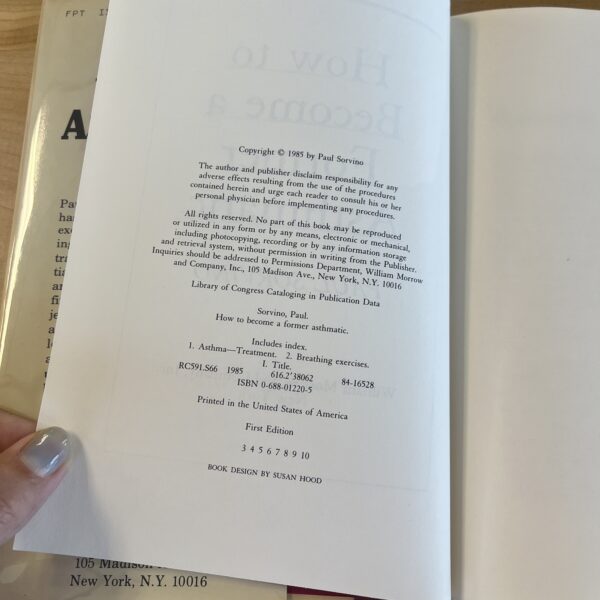 FPT
A
Copyright © 1985 by Paul Sorvino
The author and publisher disclaim responsibility for any
adverse effects resulting from the use of the procedures
contained herein and urge each reader to consult his or her
personal physician before implementing any procedures.
All rights reserved. No part of this book may be reproduced
or utilized in any form or by any means, electronic or mechanical,
including photocopying, recording or by any information storage
and retrieval system, without permission in writing from the Publisher.
Inquiries should be addressed to Permissions Department, William Morrow
and Company, Inc., 105 Madison Ave., New York, N.Y. 10016
Library of Congress Cataloging in Publication Data
Sorvino, Paul.
How to become a former asthmatic.
Includes index.
1. Asthma—Treatment. 2. Breathing exercises.
I. Title.
RC591.S66 1985 616.2'38062 84-16528
ISBN 0-688-01220-5
Printed in the United States of America
First Edition
3 4 5 6 7 8 9 10
BOOK DESIGN BY SUSAN HOOD
105 Madison
New York, N.Y. 10016